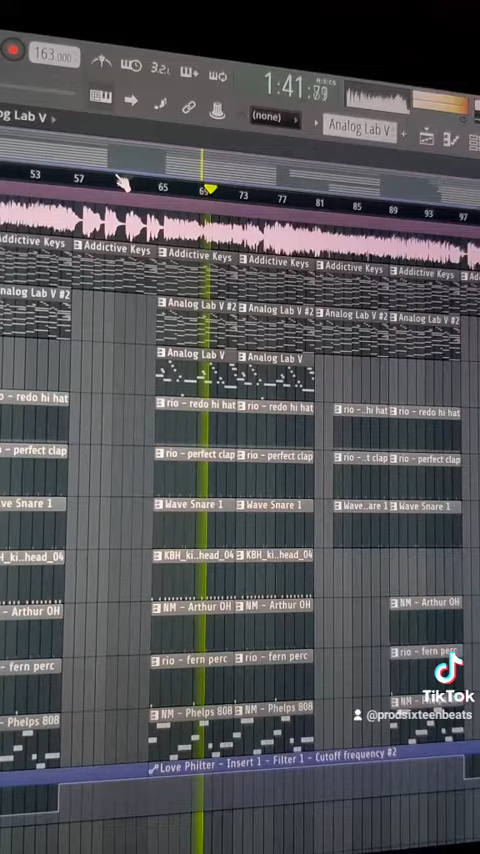 163.000
3.2
1:41:89
(none)
Analog Lab V
log Lab V
53 57 65 69 73 77 81 85 89 93 97
Addictive Keys Addictive Keys Addictive Keys Addictive Keys Addictive Keys Addictive Keys
Analog Lab V #2 Analog Lab V #2 Analog Lab V #2 Analog Lab V #2 Analog Lab V #2
Analog Lab V Analog Lab V
- redo hi hat rio - redo hi hat rio - redo hi hat rio -..hi hat rio - redo hi hat
- perfect clap rio - perfect clap rio - perfect clap rio -..t clap rio - perfect clap
ve Snare 1 Wave Snare 1 Wave Snare 1 Wave..are 1 Wave Snare 1
H_ki..head_04 KBH_ki..head_04 KBH_ki..head_04
- Arthur OH NM - Arthur OH NM - Arthur OH NM - Arthur OH
- fern perc rio - fern perc rio - fern perc rio - fern perc
- Phelps 808 NM - Phelps 808 NM - Phelps 808
TikTok
@prodsixteenbeats
Love Philter - Insert 1 - Filter 1 - Cutoff frequency #2